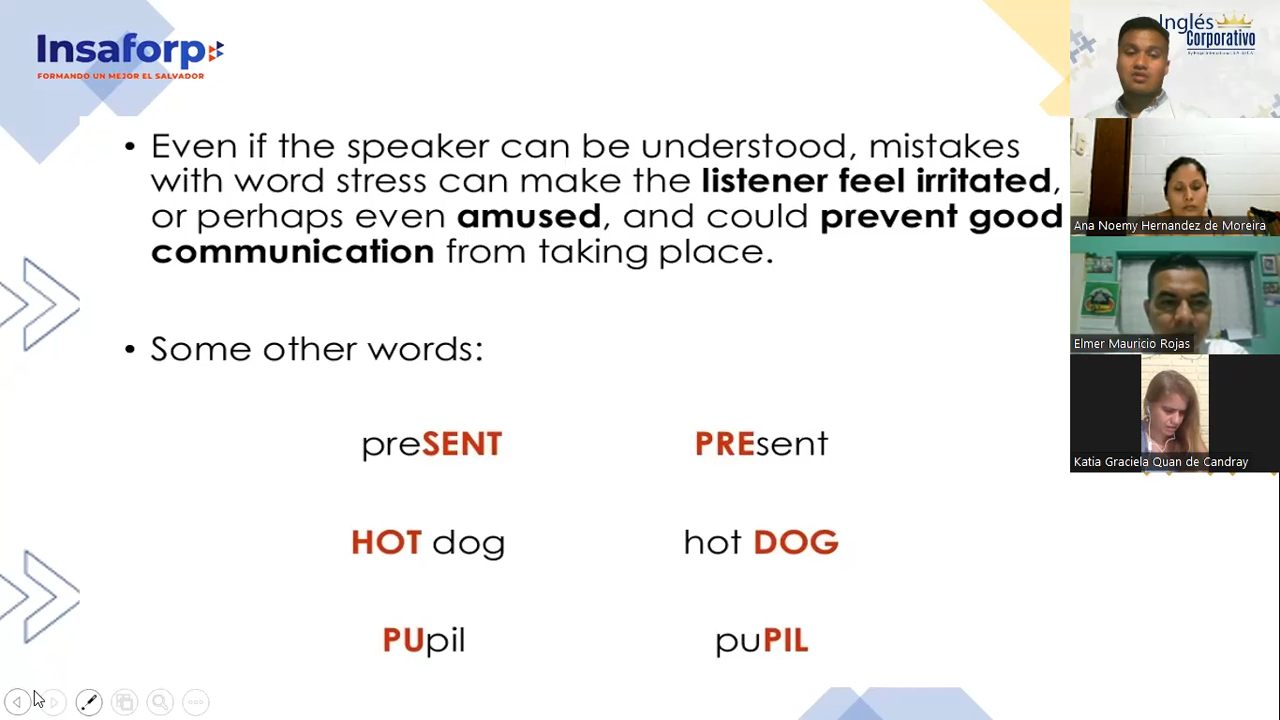 Insaforp
FORMANDO UN MEJOR EL SALVADOR
• Even if the speaker can be understood, mistakes
with word stress can make the listener feel irritated,
or perhaps even amused, and could prevent good
communication from taking place.
• Some other words:
preSENT PREsent
HOT dog hot DOG
PUpil puPIL
Inglés
Corporativo
Ana Noemy Hernandez de Moreira
Elmer Mauricio Rojas
Katia Graciela Quan de Candray